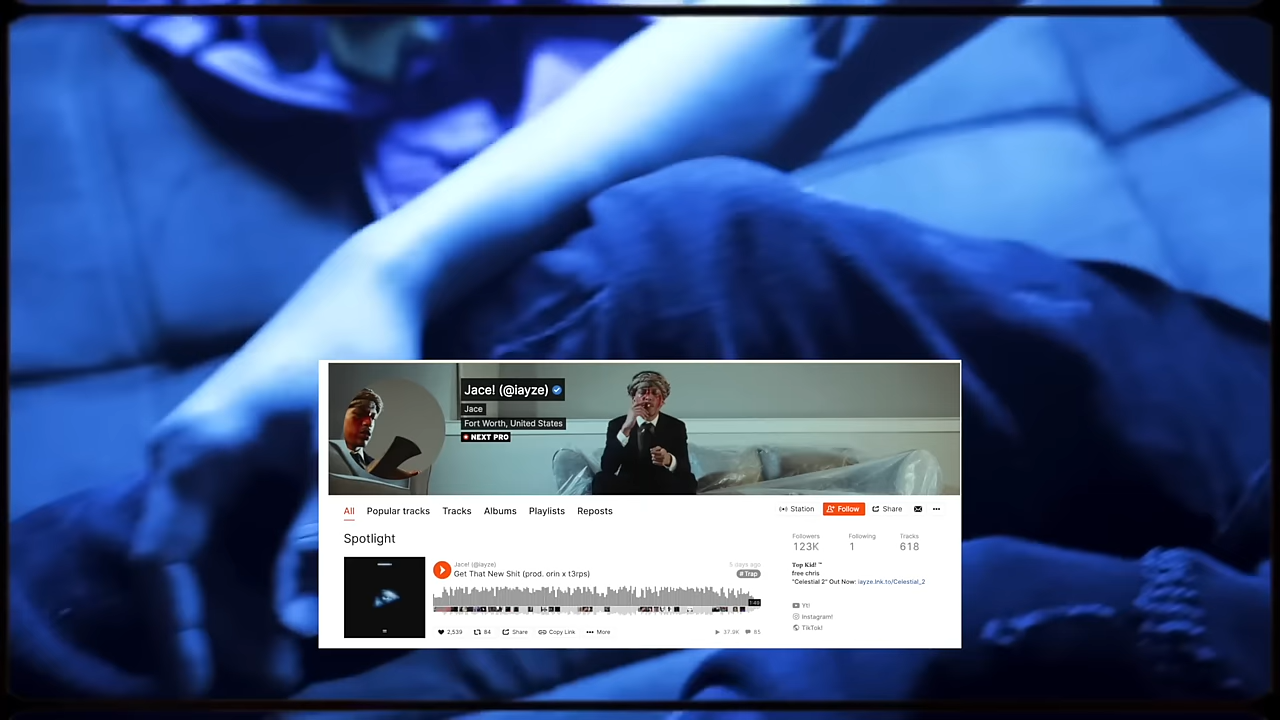 Jace! (@iayze)
Jace
Fort Worth, United States
NEXT PRO
All Popular tracks Tracks Albums Playlists Reposts
Station Follow Share
Spotlight
Followers Following Tracks
123K 1 618
Jace! (@iayze) 5 days ago
Get That New Shit (prod. orin x t3rps) # Trap
Top Kid! ™
free chris
"Celestial 2" Out Now: iayze.lnk.to/Celestial_2
1:49
Yt!
Instagram!
TikTok!
2,539 84 Share Copy Link More 37.9K 65